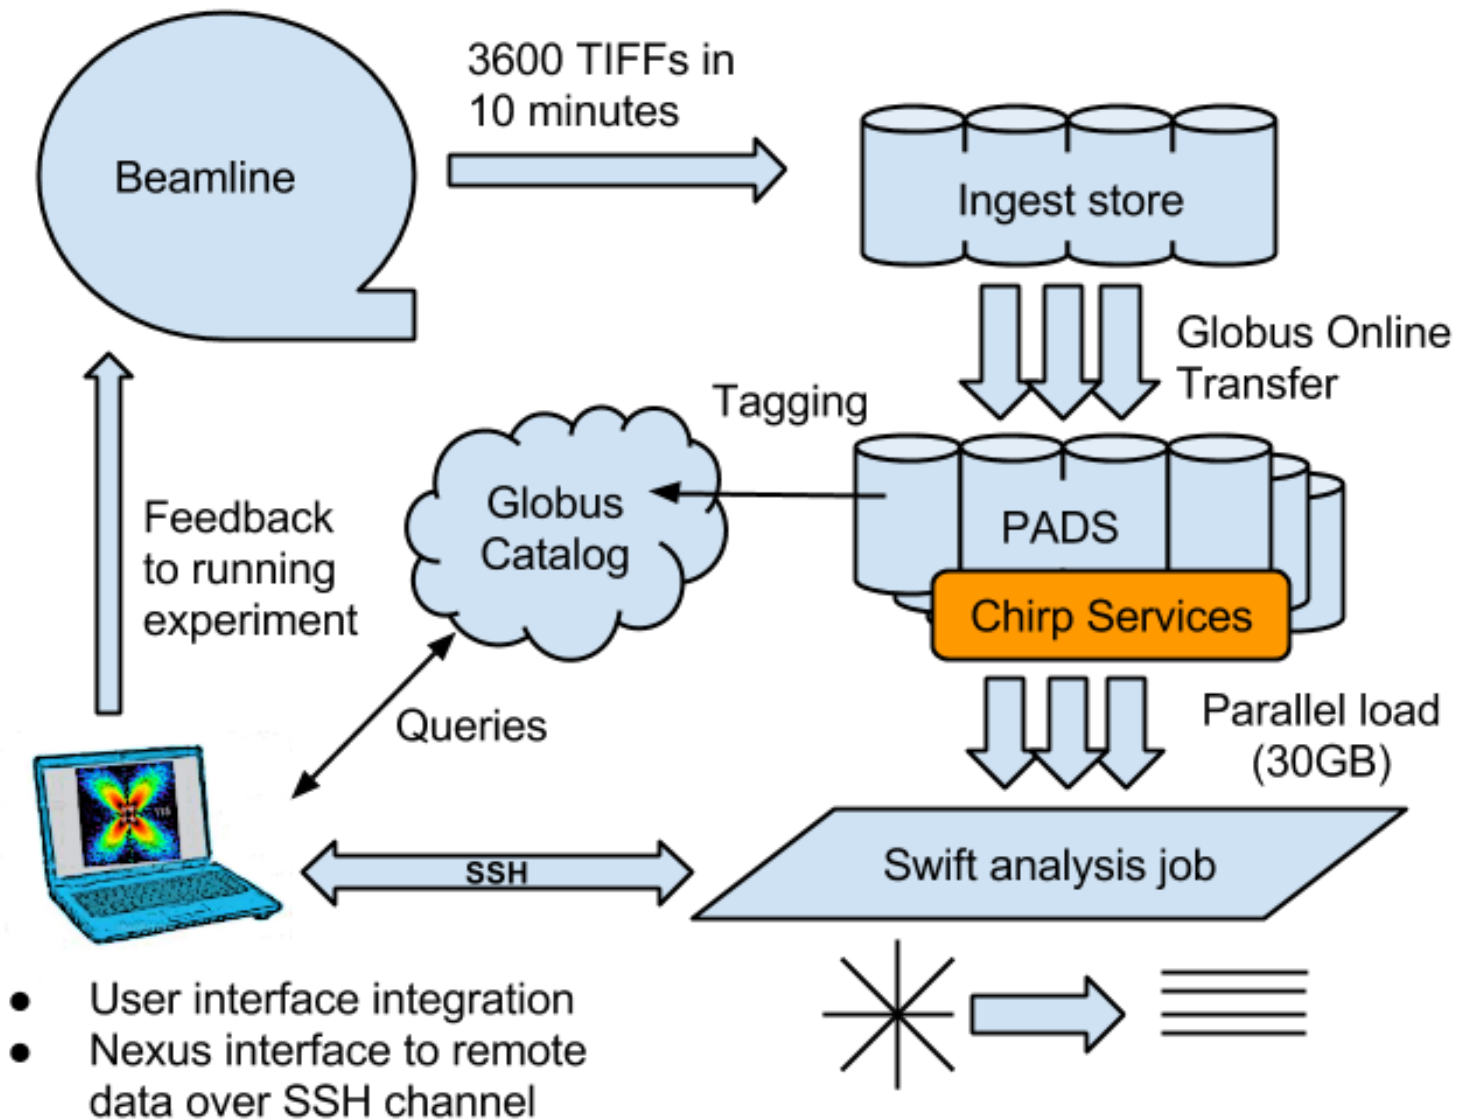 3600 TIFFs in
10 minutes
Beamline
Ingest store
Globus Online
Transfer
Tagging
Globus
Catalog
PADS
Chirp Services
Feedback
to running
experiment
Queries
Parallel load
(30GB)
SSH
Swift analysis job
● User interface integration
● Nexus interface to remote
data over SSH channel